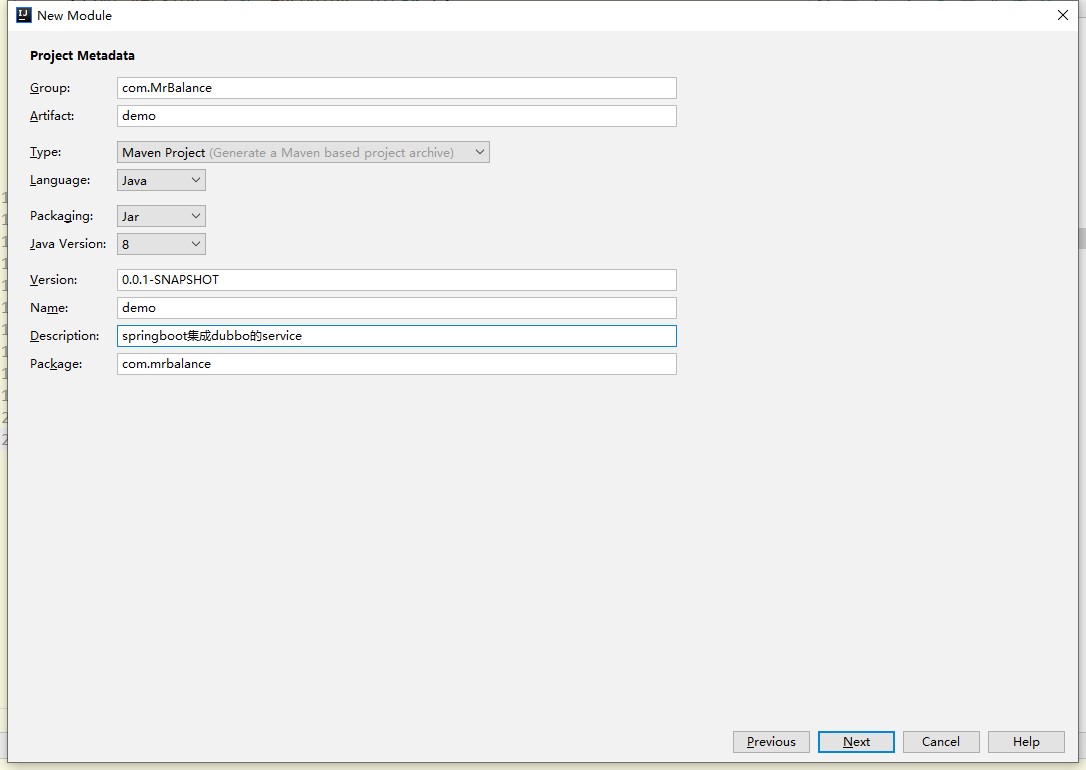 New Module
Project Metadata
Group: com.MrBalance
Artifact: demo
Type: Maven Project (Generate a Maven based project archive)
Language: Java
Packaging: Jar
Java Version: 8
Version: 0.0.1-SNAPSHOT
Name: demo
Description: springboot集成dubbo的service
Package: com.mrbalance
Previous Next Cancel Help